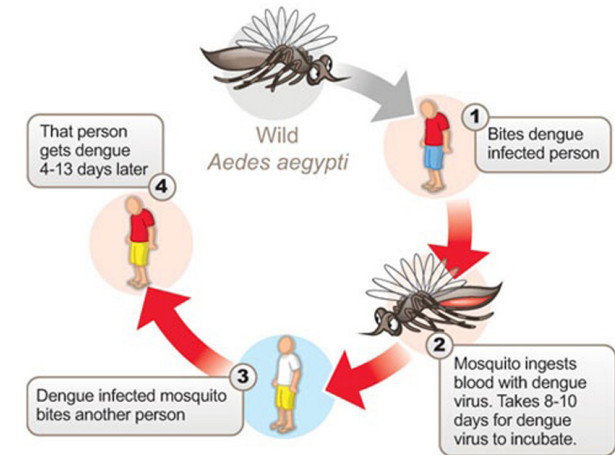 Wild
Aedes aegypti
1
Bites dengue
infected person
2
Mosquito ingests
blood with dengue
virus. Takes 8-10
days for dengue
virus to incubate.
3
Dengue infected mosquito
bites another person
That person
gets dengue
4-13 days later
4